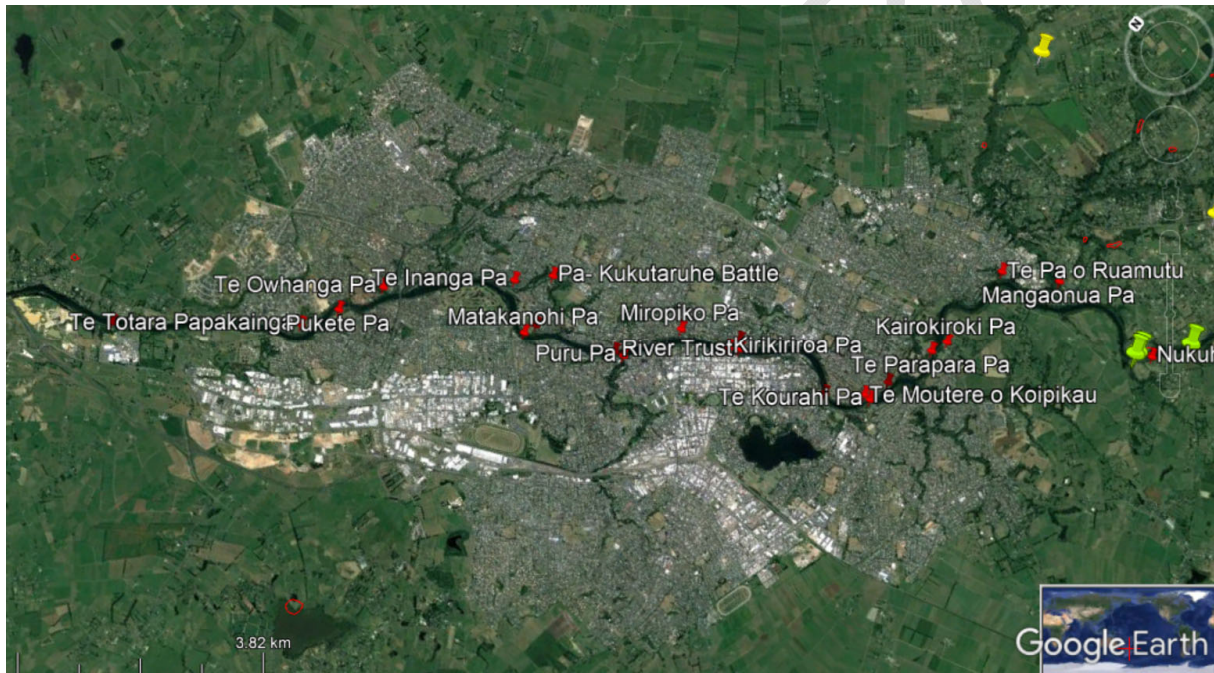 N
Te Owhanga Pa
Te Inanga Pa
Pa- Kukutaruhe Battle
Te Pa o Ruamutu
Mangaonua Pa
Te Totara Papakainga
Pukete Pa
Matakanohi Pa
Miropiko Pa
Kairokiroki Pa
Puru Pa
River Trust
Kirikiriroa Pa
Te Parapara Pa
Te Kourahi Pa
Te Moutere o Koipikau
3.82 km
Google Earth